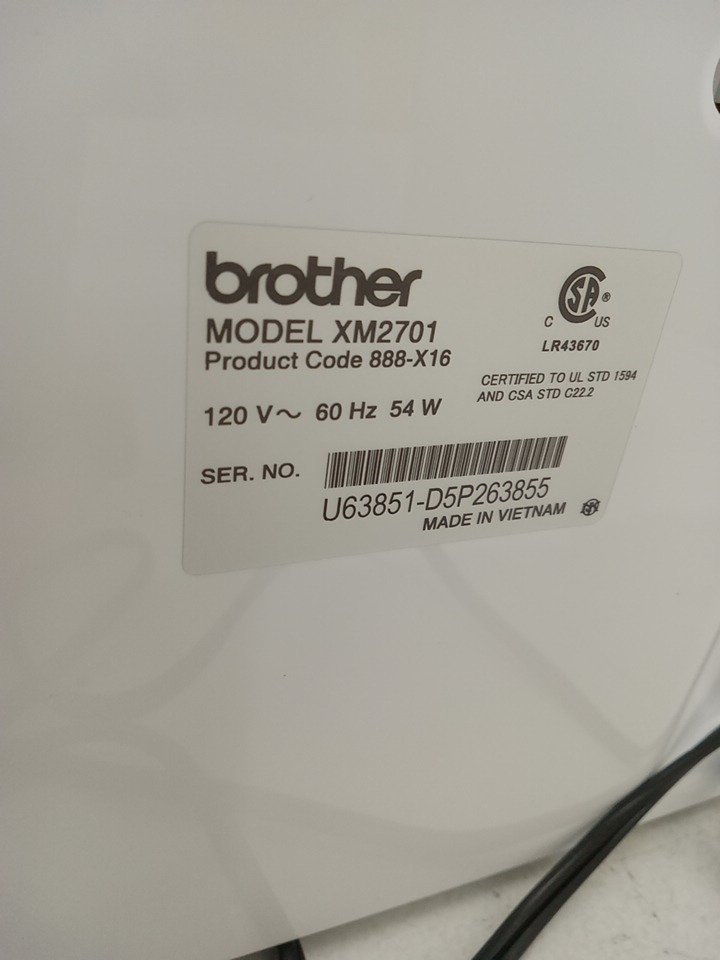 brother
MODEL XM2701
Product Code 888-X16
120 V～ 60 Hz 54 W
SER. NO.
U63851-D5P263855
MADE IN VIETNAM
SA®
C US
LR43670
CERTIFIED TO UL STD 1594
AND CSA STD C22.2